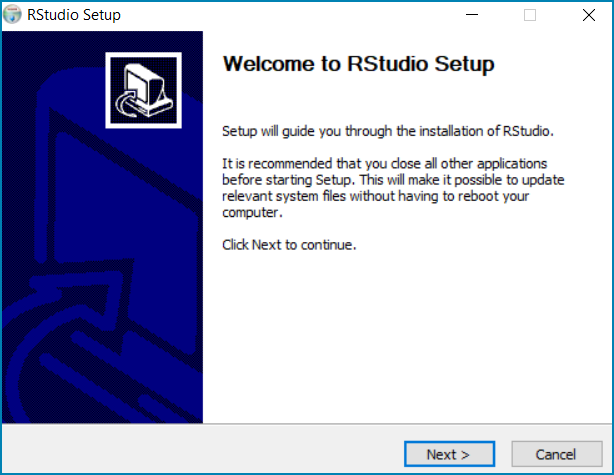 RStudio Setup
Welcome to RStudio Setup
Setup will guide you through the installation of RStudio.
It is recommended that you close all other applications
before starting Setup. This will make it possible to update
relevant system files without having to reboot your
computer.
Click Next to continue.
Next >
Cancel